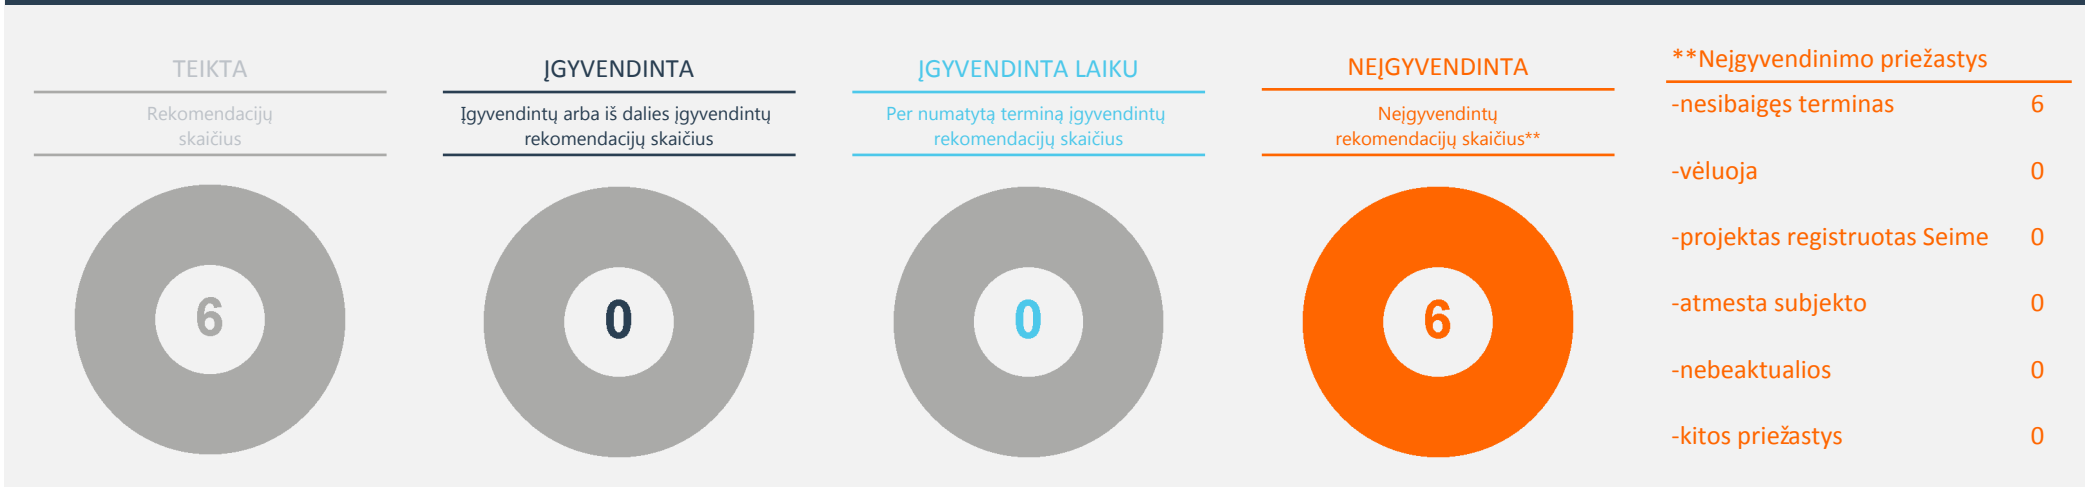 TEIKTA
Rekomendacijų
skaičius
6
ĮGYVENDINTA
Įgyvendintų arba iš dalies įgyvendintų
rekomendacijų skaičius
0
ĮGYVENDINTA LAIKU
Per numatytą terminą įgyvendintų
rekomendacijų skaičius
0
NEĮGYVENDINTA
Neįgyvendintų
rekomendacijų skaičius**
6
**Neįgyvendinimo priežastys
-nesibaigęs terminas 6
-vėluoja 0
-projektas registruotas Seime 0
-atmesta subjekto 0
-nebeaktualios 0
-kitos priežastys 0